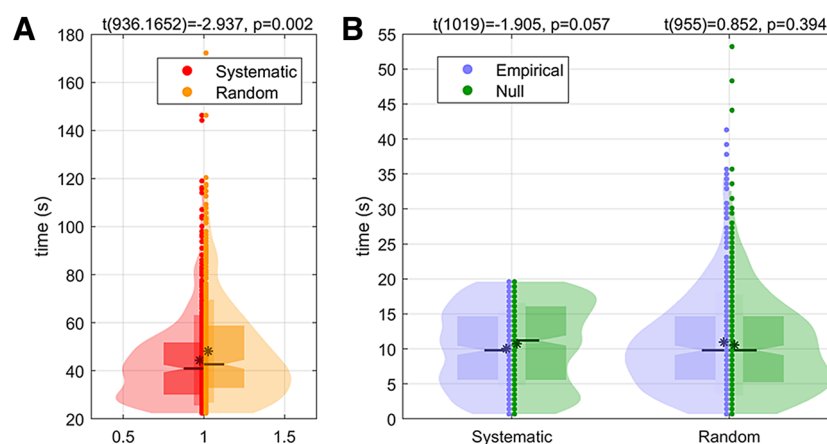 A
t(936.1652)=-2.937, p=0.002
180
160
140
120
100
80
60
40
20
time (s)
Systematic
Random
0.5
1
1.5
B
t(1019)=-1.905, p=0.057
t(955)=0.852, p=0.394
55
50
45
40
35
30
25
20
15
10
5
0
time (s)
Empirical
Null
Systematic
Random